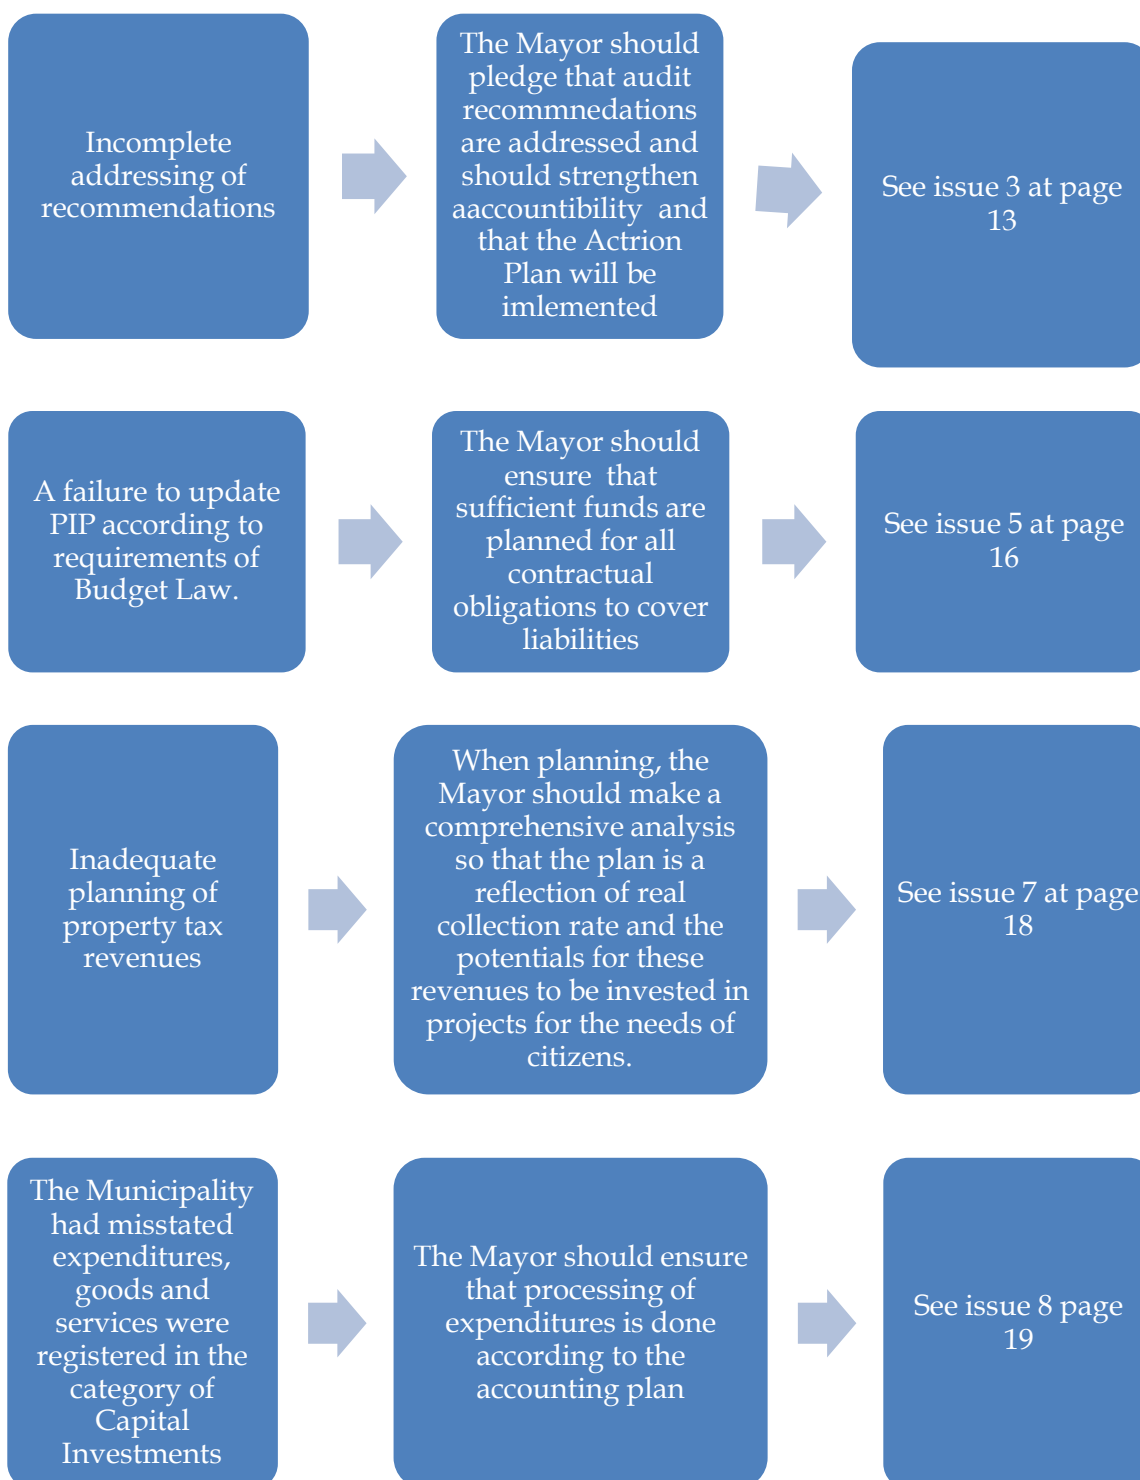 Incomplete
addressing of
recommendations
The Mayor should
pledge that audit
recommnedations
are addressed and
should strengthen
aaccountibility and
that the Actrion
Plan will be
imlemented
See issue 3 at page
13
A failure to update
PIP according to
requirements of
Budget Law.
The Mayor should
ensure that
sufficient funds are
planned for all
contractual
obligations to cover
liabilities
See issue 5 at page
16
Inadequate
planning of
property tax
revenues
When planning, the
Mayor should make a
comprehensive analysis
so that the plan is a
reflection of real
collection rate and the
potentials for these
revenues to be invested in
projects for the needs of
citizens.
See issue 7 at page
18
The Municipality
had misstated
expenditures,
goods and
services were
registered in the
category of
Capital
Investments
The Mayor should ensure
that processing of
expenditures is done
according to the
accounting plan
See issue 8 page
19